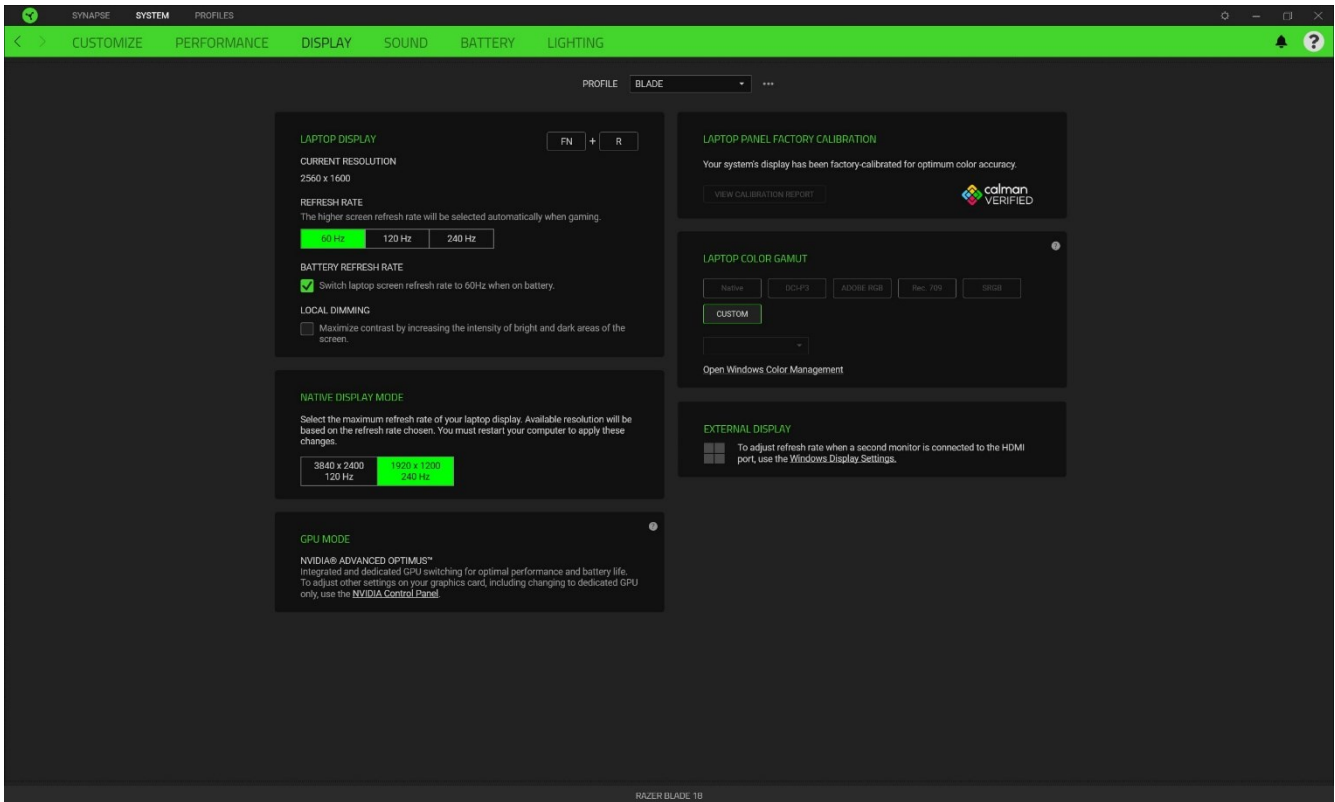 SYNAPSE SYSTEM PROFILES
CUSTOMIZE PERFORMANCE DISPLAY SOUND BATTERY LIGHTING
?
PROFILE BLADE
LAPTOP DISPLAY
FN + R
CURRENT RESOLUTION
2560 x 1600
REFRESH RATE
The higher screen refresh rate will be selected automatically when gaming.
60 Hz 120 Hz 240 Hz
BATTERY REFRESH RATE
Switch laptop screen refresh rate to 60Hz when on battery.
LOCAL DIMMING
Maximize contrast by increasing the intensity of bright and dark areas of the
screen.
NATIVE DISPLAY MODE
Select the maximum refresh rate of your laptop display. Available resolution will be
based on the refresh rate chosen. You must restart your computer to apply these
changes.
3840 x 2400 1920 x 1200
120 Hz 240 Hz
GPU MODE
?
NVIDIA® ADVANCED OPTIMUS™
Integrated and dedicated GPU switching for optimal performance and battery life.
To adjust other settings on your graphics card, including changing to dedicated GPU
only, use the NVIDIA Control Panel.
LAPTOP PANEL FACTORY CALIBRATION
Your system's display has been factory-calibrated for optimum color accuracy.
VIEW CALIBRATION REPORT
calman
VERIFIED
LAPTOP COLOR GAMUT
?
Native DCI-P3 ADOBE RGB Rec. 709 SRGB
CUSTOM
Open Windows Color Management
EXTERNAL DISPLAY
To adjust refresh rate when a second monitor is connected to the HDMI
port, use the Windows Display Settings.
RAZER BLADE 18